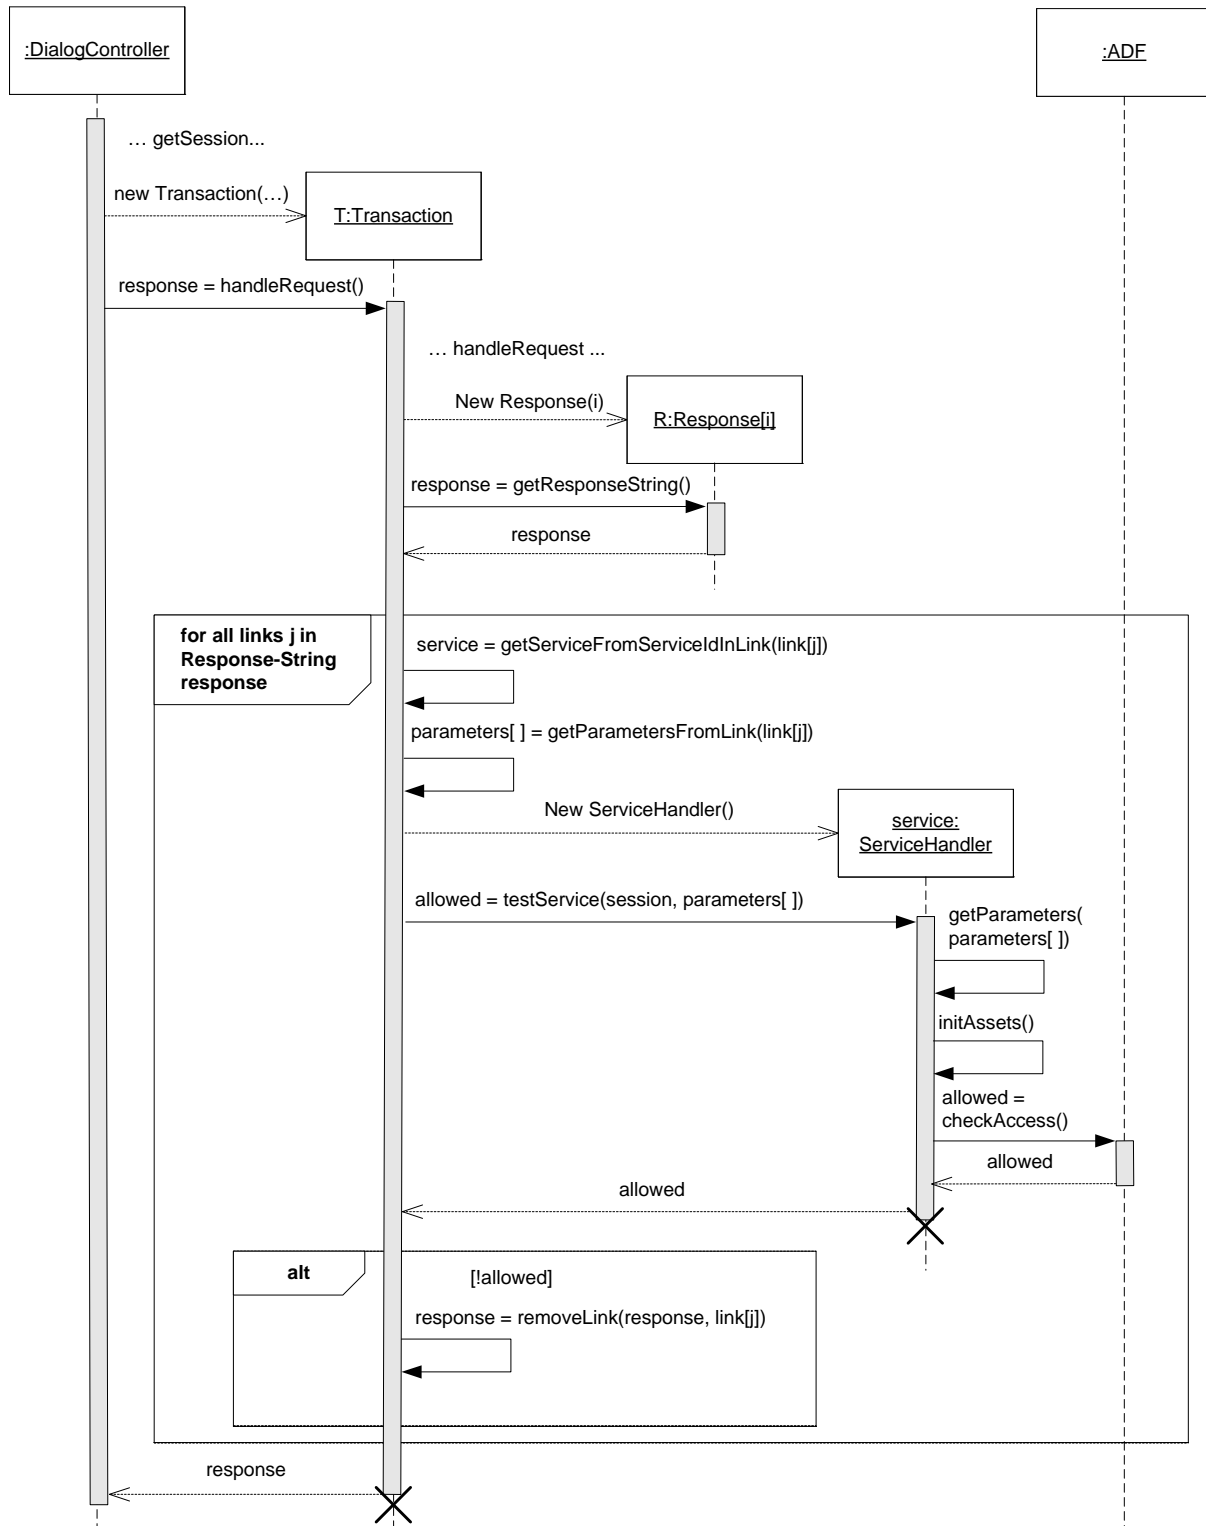 :DialogController
:ADF
… getSession...
new Transaction(…)
T:Transaction
response = handleRequest()
… handleRequest ...
New Response(i)
R:Response[i]
response = getResponseString()
response
for all links j in
Response-String
response
service = getServiceFromServiceIdInLink(link[j])
parameters[ ] = getParametersFromLink(link[j])
New ServiceHandler()
service:
ServiceHandler
allowed = testService(session, parameters[ ])
getParameters(
parameters[ ])
initAssets()
allowed =
checkAccess()
allowed
allowed
alt
[!allowed]
response = removeLink(response, link[j])
response